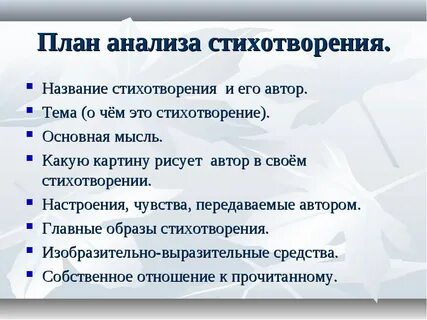 План анализа стихотворения.
Название стихотворения и его автор.
Тема (о чём это стихотворение).
Основная мысль.
Какую картину рисует автор в своём
стихотворении.
Настроения, чувства, передаваемые автором.
Главные образы стихотворения.
Изобразительно-выразительные средства.
Собственное отношение к прочитанному.